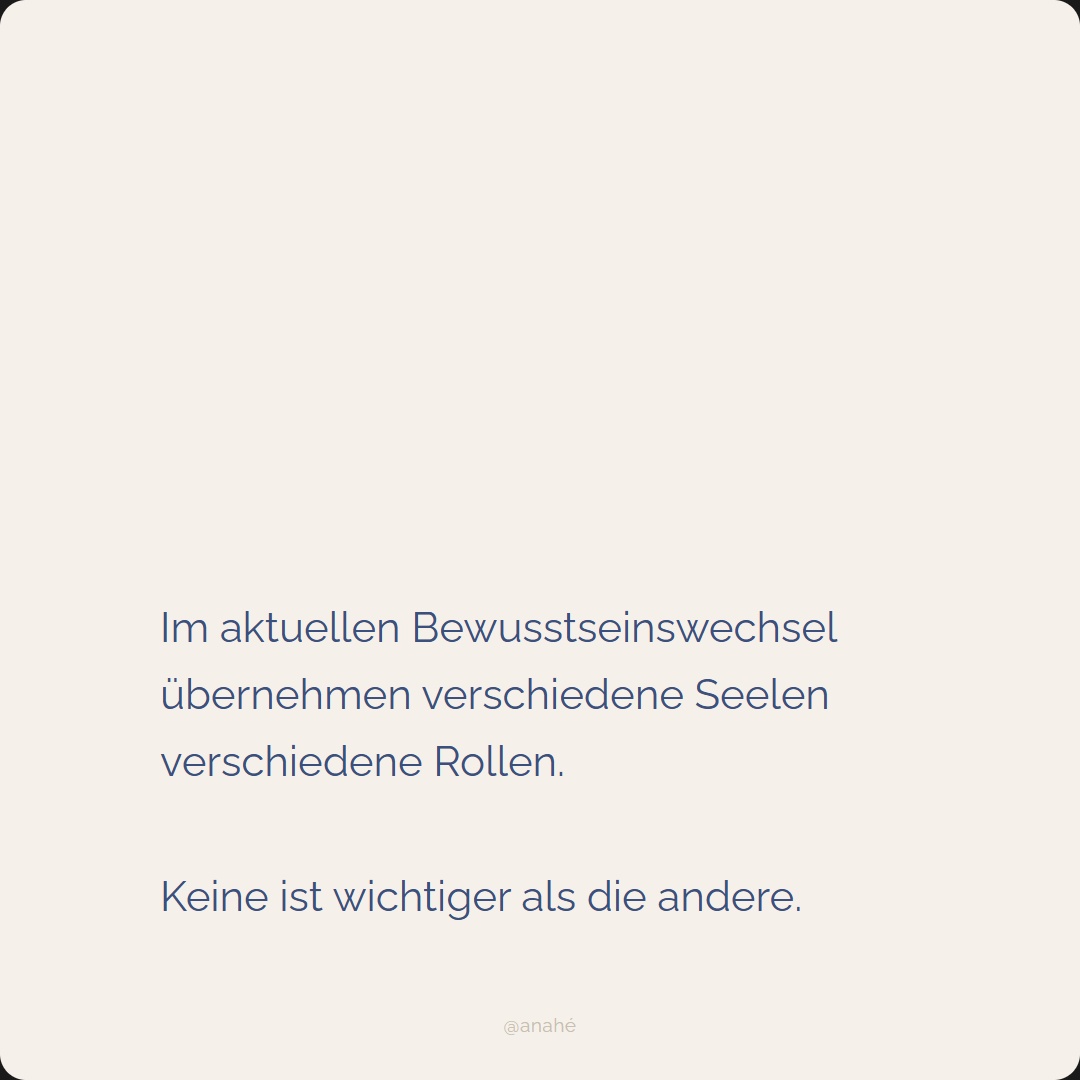 Im aktuellen Bewusstseinswechsel
übernehmen verschiedene Seelen
verschiedene Rollen.
Keine ist wichtiger als die andere.
@anahé